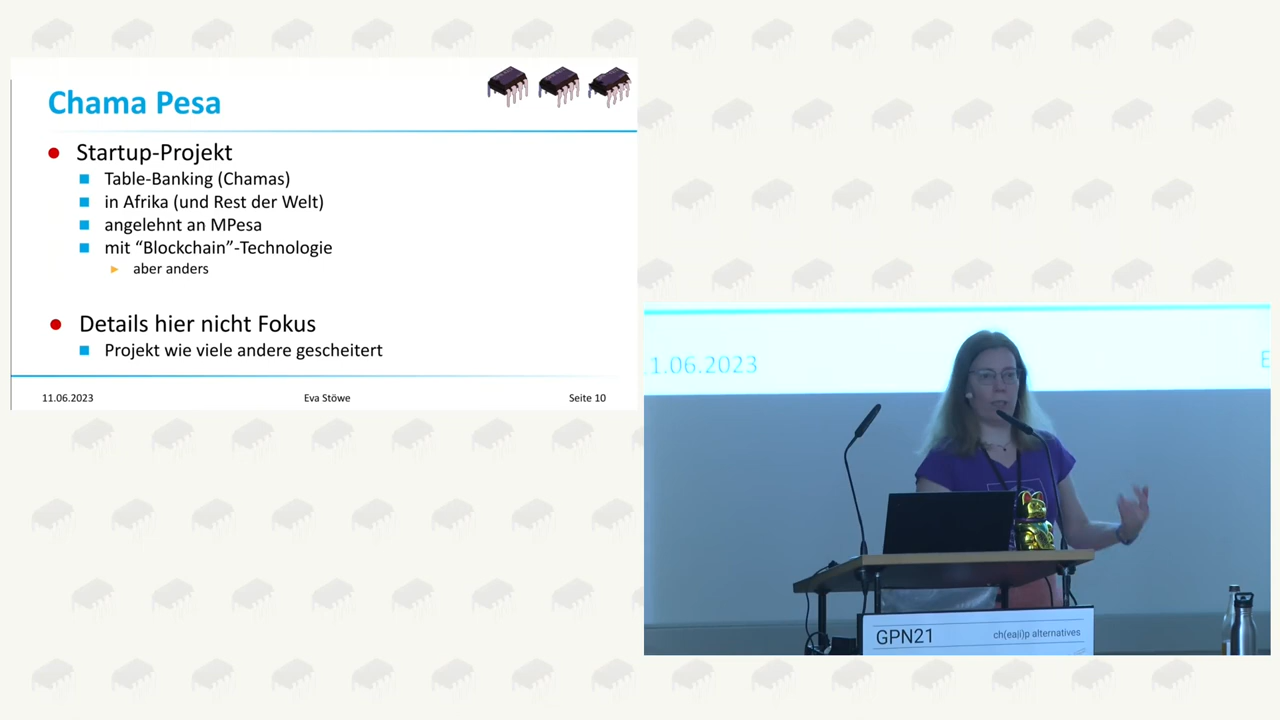 Chama Pesa
Startup-Projekt
Table-Banking (Chamas)
in Afrika (und Rest der Welt)
angelehnt an MPesa
mit “Blockchain”-Technologie
aber anders
Details hier nicht Fokus
Projekt wie viele andere gescheitert
11.06.2023 Eva Stöwe Seite 10
1.06.2023 E
GPN21 ch(ea|i)p alternatives